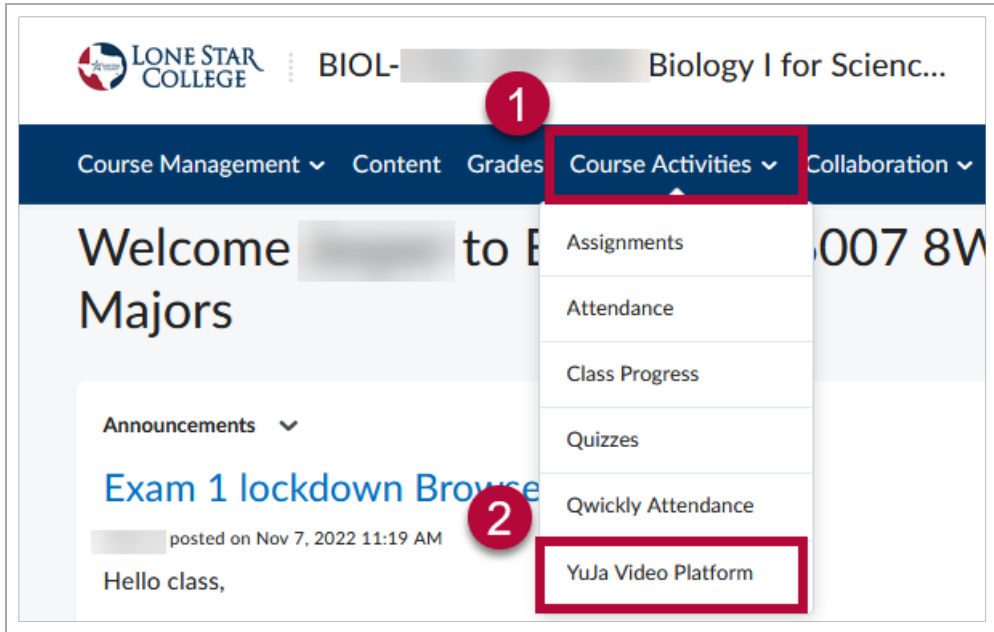 LONE STAR
COLLEGE
BIOL- Biology I for Scienc...
1
Course Management Content Grades Course Activities Collaboration
Welcome to 007 8W
Majors
Assignments
Attendance
Class Progress
Quizzes
Qwickly Attendance
2
YuJa Video Platform
Announcements
Exam 1 lockdown Browse
posted on Nov 7, 2022 11:19 AM
Hello class,